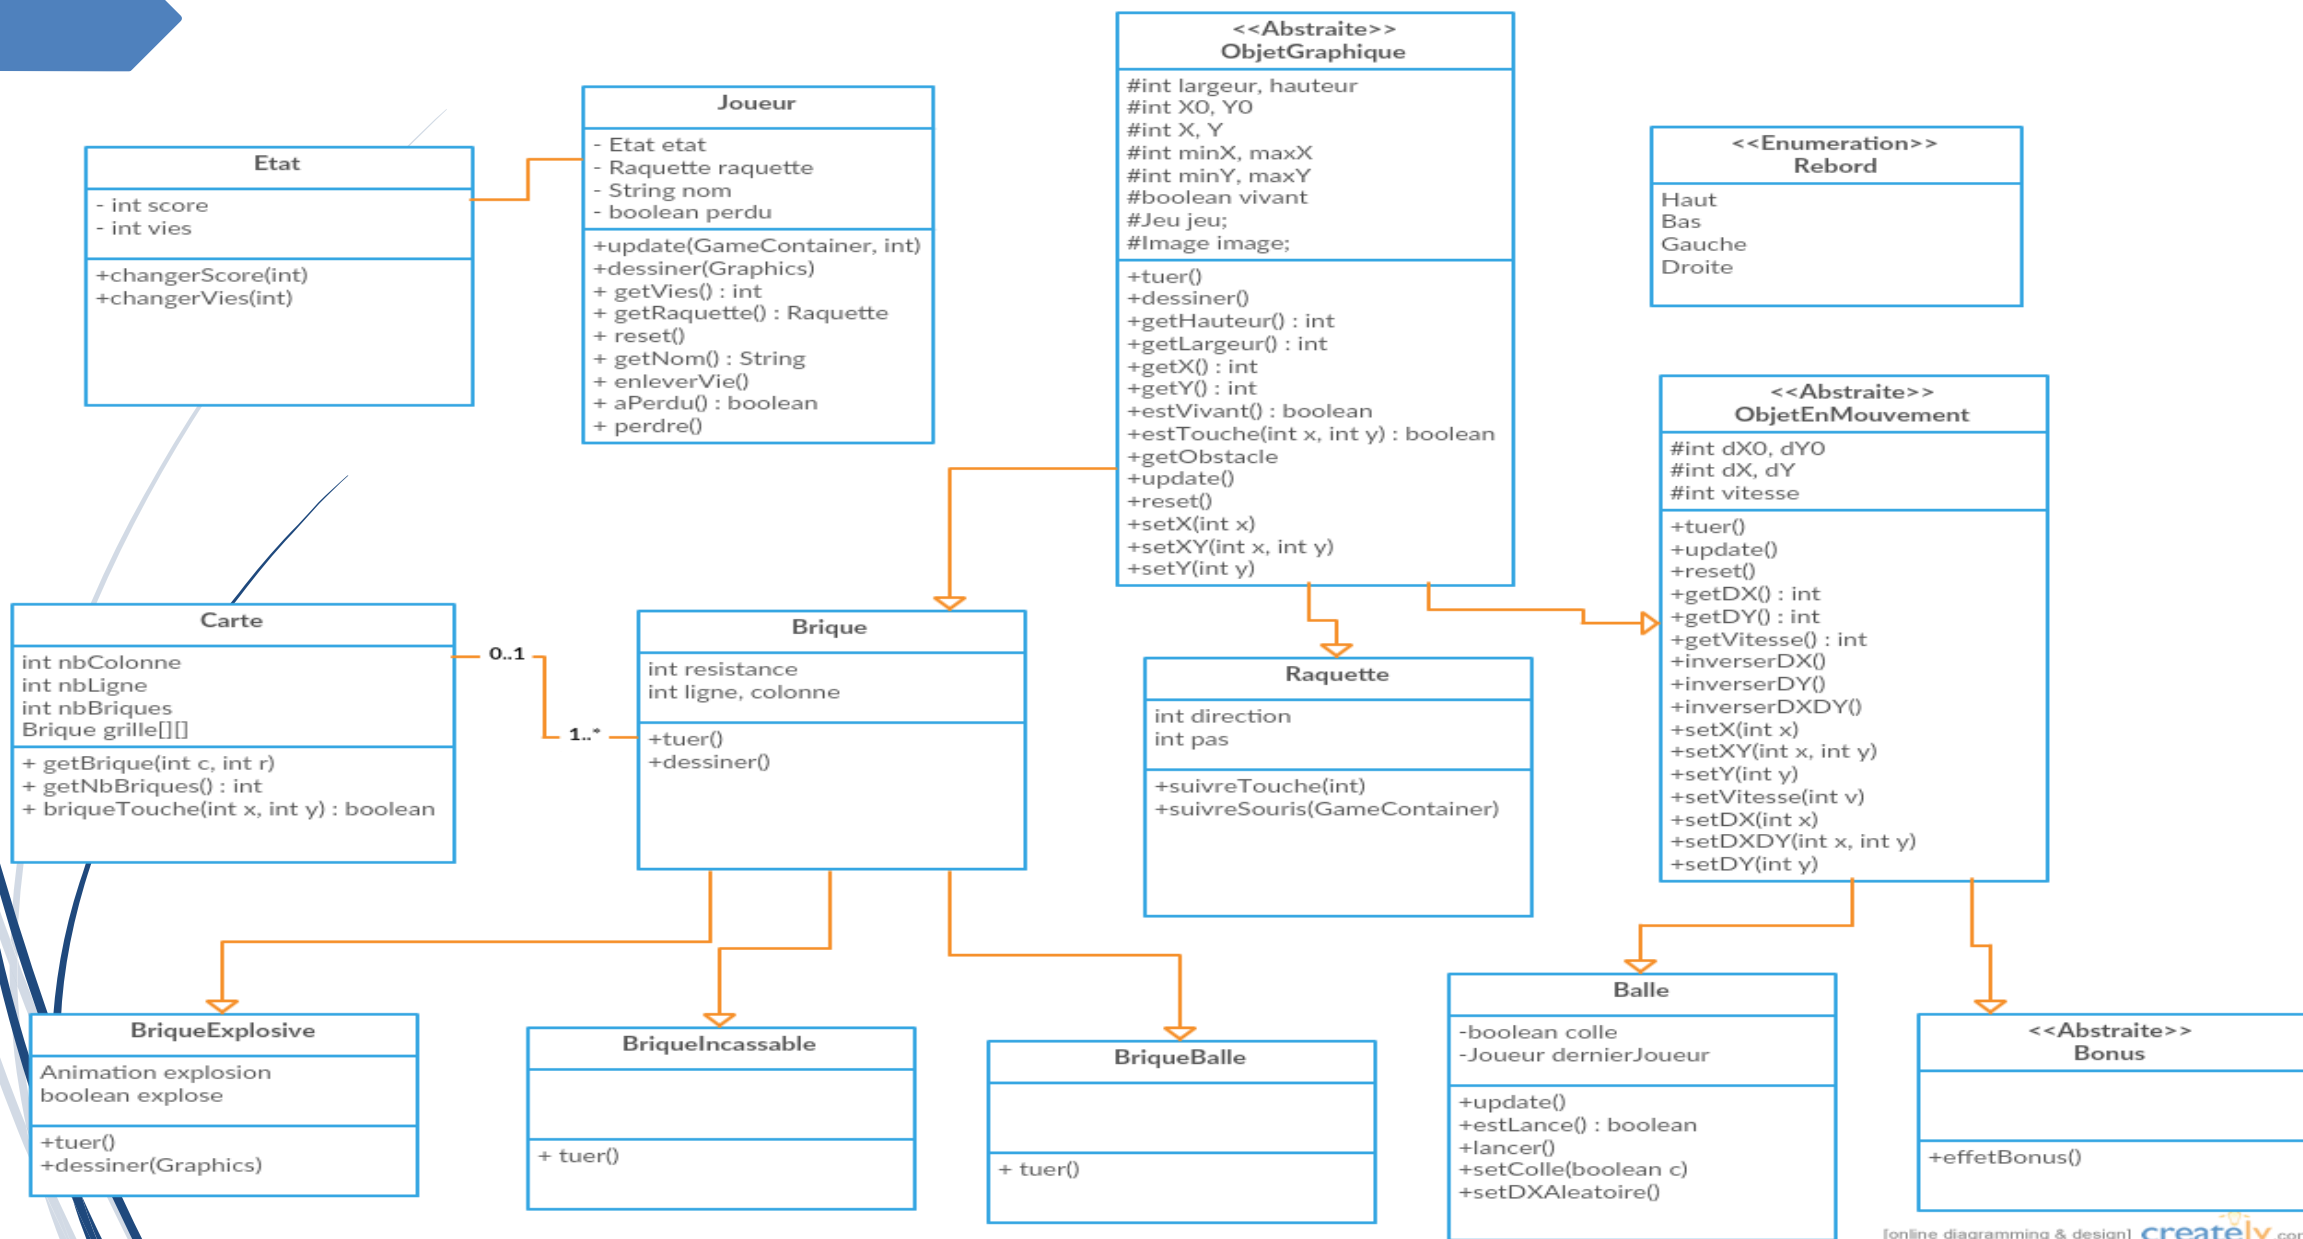 <<Abstraite>>
ObjetGraphique
#int largeur, hauteur
#int X0, Y0
#int X, Y
#int minX, maxX
#int minY, maxY
#boolean vivant
#Jeu jeu;
#Image image;
+tuer()
+dessiner()
+getHauteur() : int
+getLargeur() : int
+getX() : int
+getY() : int
+estVivant() : boolean
+estTouche(int x, int y) : boolean
+getObstacle
+update()
+reset()
+setX(int x)
+setXY(int x, int y)
+setY(int y)
Joueur
- Etat etat
- Raquette raquette
- String nom
- boolean perdu
+update(GameContainer, int)
+dessiner(Graphics)
+ getVies() : int
+ getRaquette() : Raquette
+ reset()
+ getNom() : String
+ enleverVie()
+ aPerdu() : boolean
+ perdre()
Etat
- int score
- int vies
+changerScore(int)
+changerVies(int)
<<Enumeration>>
Rebord
Haut
Bas
Gauche
Droite
<<Abstraite>>
ObjetEnMouvement
#int dX0, dY0
#int dX, dY
#int vitesse
+tuer()
+update()
+reset()
+getDX() : int
+getDY() : int
+getVitesse() : int
+inverserDX()
+inverserDY()
+inverserDXDY()
+setX(int x)
+setXY(int x, int y)
+setY(int y)
+setVitesse(int v)
+setDX(int x)
+setDXDY(int x, int y)
+setDY(int y)
Carte
int nbColonne
int nbLigne
int nbBriques
Brique grille[][]
+ getBrique(int c, int r)
+ getNbBriques() : int
+ briqueTouche(int x, int y) : boolean
0..1
1..*
Brique
int resistance
int ligne, colonne
+tuer()
+dessiner()
Raquette
int direction
int pas
+suivreTouche(int)
+suivreSouris(GameContainer)
BriqueExplosive
Animation explosion
boolean explose
+tuer()
+dessiner(Graphics)
BriqueIncassable
+ tuer()
BriqueBalle
+ tuer()
Balle
-boolean colle
-Joueur dernierJoueur
+update()
+estLance() : boolean
+lancer()
+setColle(boolean c)
+setDXAleatoire()
<<Abstraite>>
Bonus
+effetBonus()
[online diagramming & design] creately